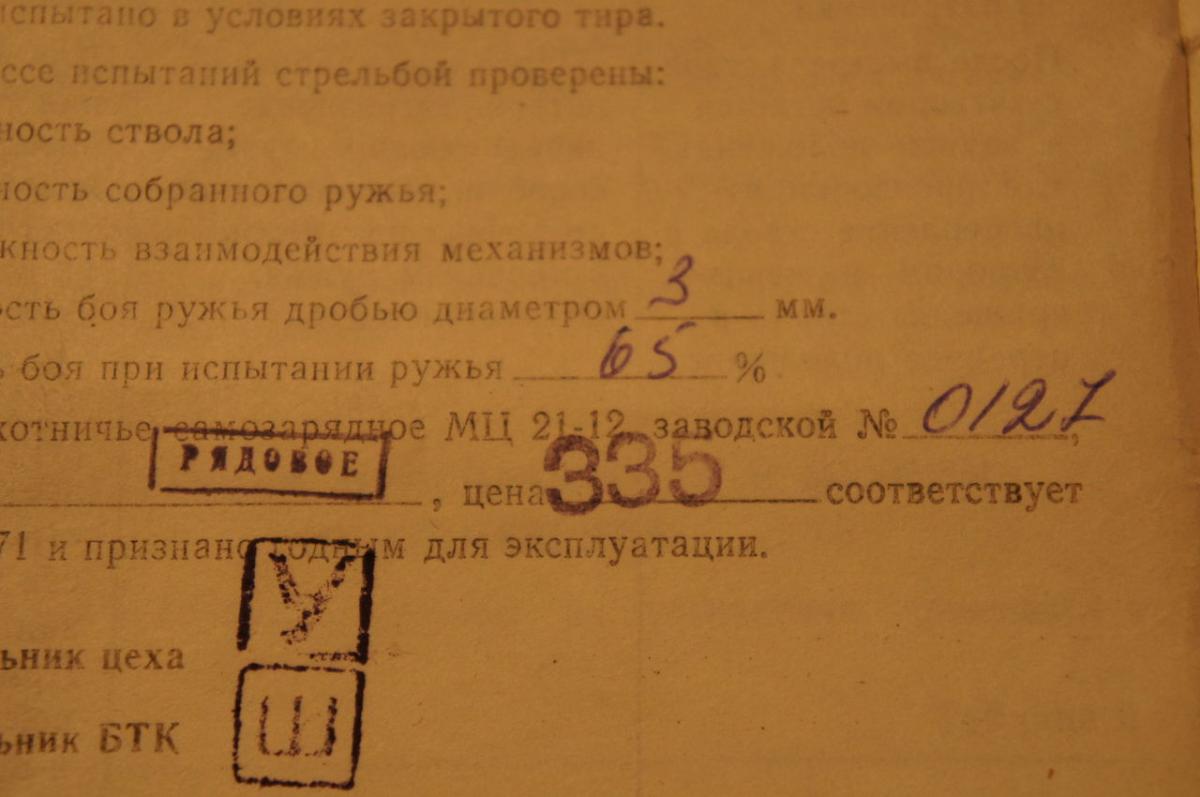 испытано в условиях закрытого тира.
ссе испытаний стрельбой проверены:
ность ствола;
ность собранного ружья;
жность взаимодействия механизмов;
сть боя ружья дробью диаметром 3 мм.
ь боя при испытании ружья 65 %
хотничье самозарядное МЦ 21-12, заводской № 0127,
РЯДОВОЕ
, цена 335 соответствует
71 и признано годным для эксплуатации.
У
ьник цеха
Ш
ьник БТК